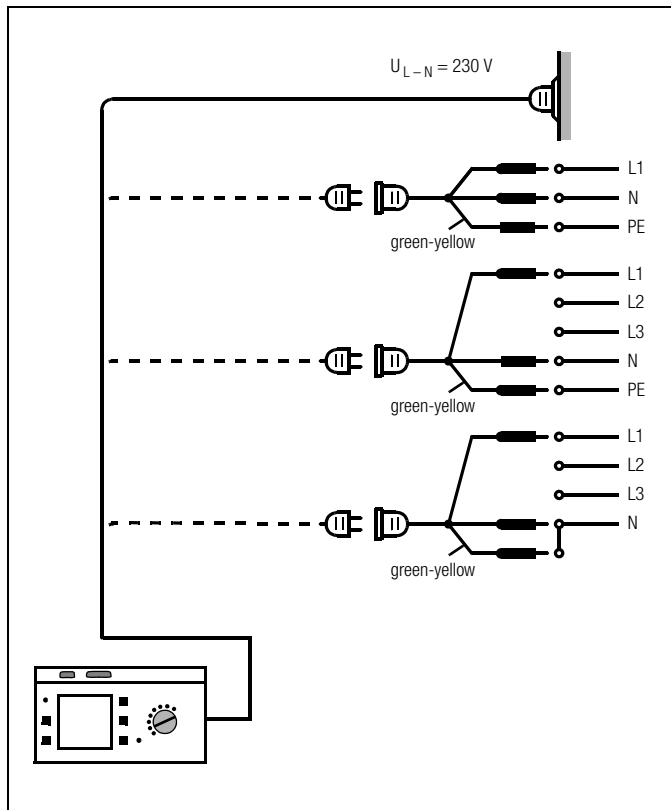 U L – N = 230 V
L1
N
PE
green-yellow
L1
L2
L3
N
PE
green-yellow
L1
L2
L3
N
green-yellow